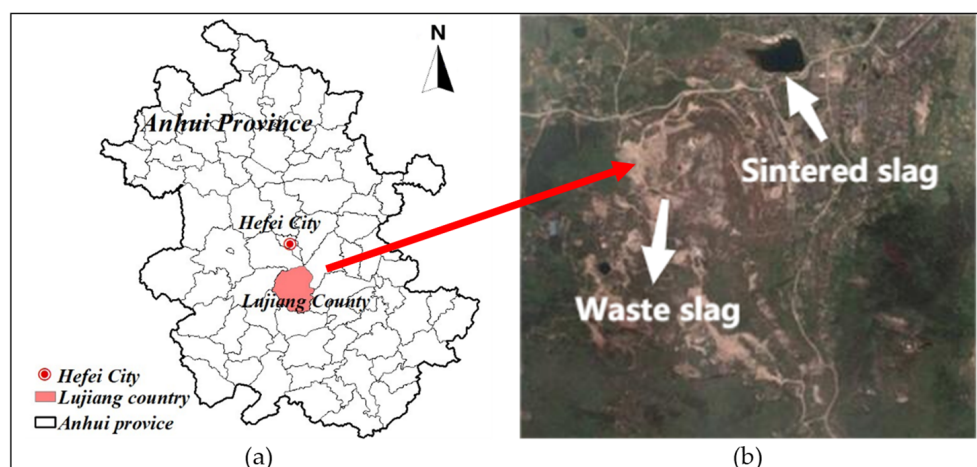 N
Anhui Province
Hefei City
Lujiang County
Hefei City
Lujiang country
Anhui provice
(a)
Sintered slag
Waste slag
(b)